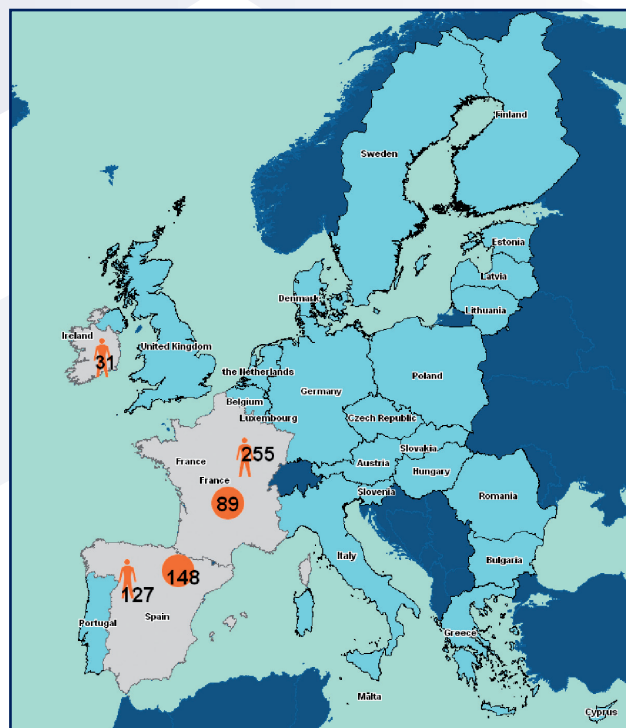 Finland
Sweden
Estonia
Latvia
Lithuania
Denmark
Ireland
United Kingdom
31
the Netherlands
Poland
Germany
Belgium
Luxembourg
Czech Republic
255
Slovakia
France
Austria
Hungary
France
Slovenia
Romania
89
Italy
Bulgaria
148
127
Spain
Portugal
Greece
Malta
Cyprus